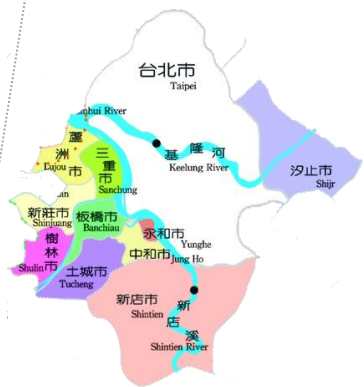 台北市
Taipei
nhui River
蘆洲市
Lujou
三重市
Sanchung
基隆河
Keelung River
汐止市
Shijr
新莊市
Shinjuang
板橋市
Banchiau
永和市
Yunghe
樹林市
Shulin
中和市
Jung Ho
土城市
Tucheng
新店市
Shintien
新店溪
Shintien River